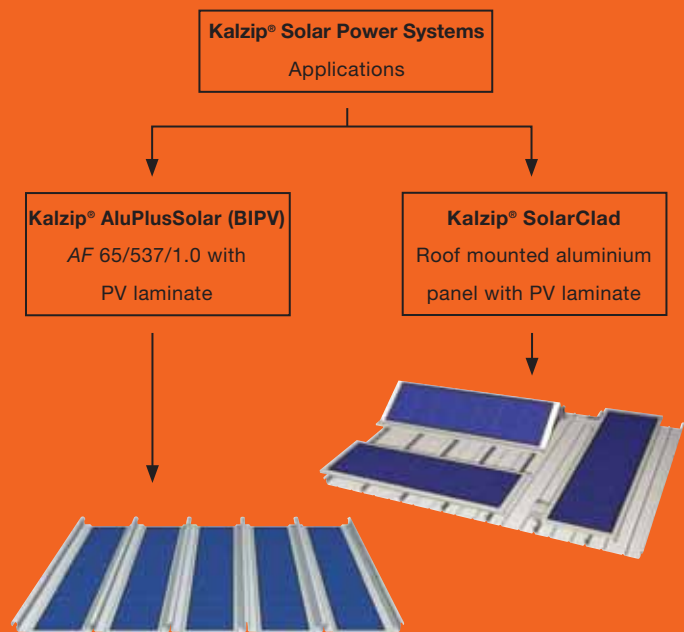 Kalzip® Solar Power Systems
Applications
Kalzip® AluPlusSolar (BIPV)
AF 65/537/1.0 with
PV laminate
Kalzip® SolarClad
Roof mounted aluminium
panel with PV laminate